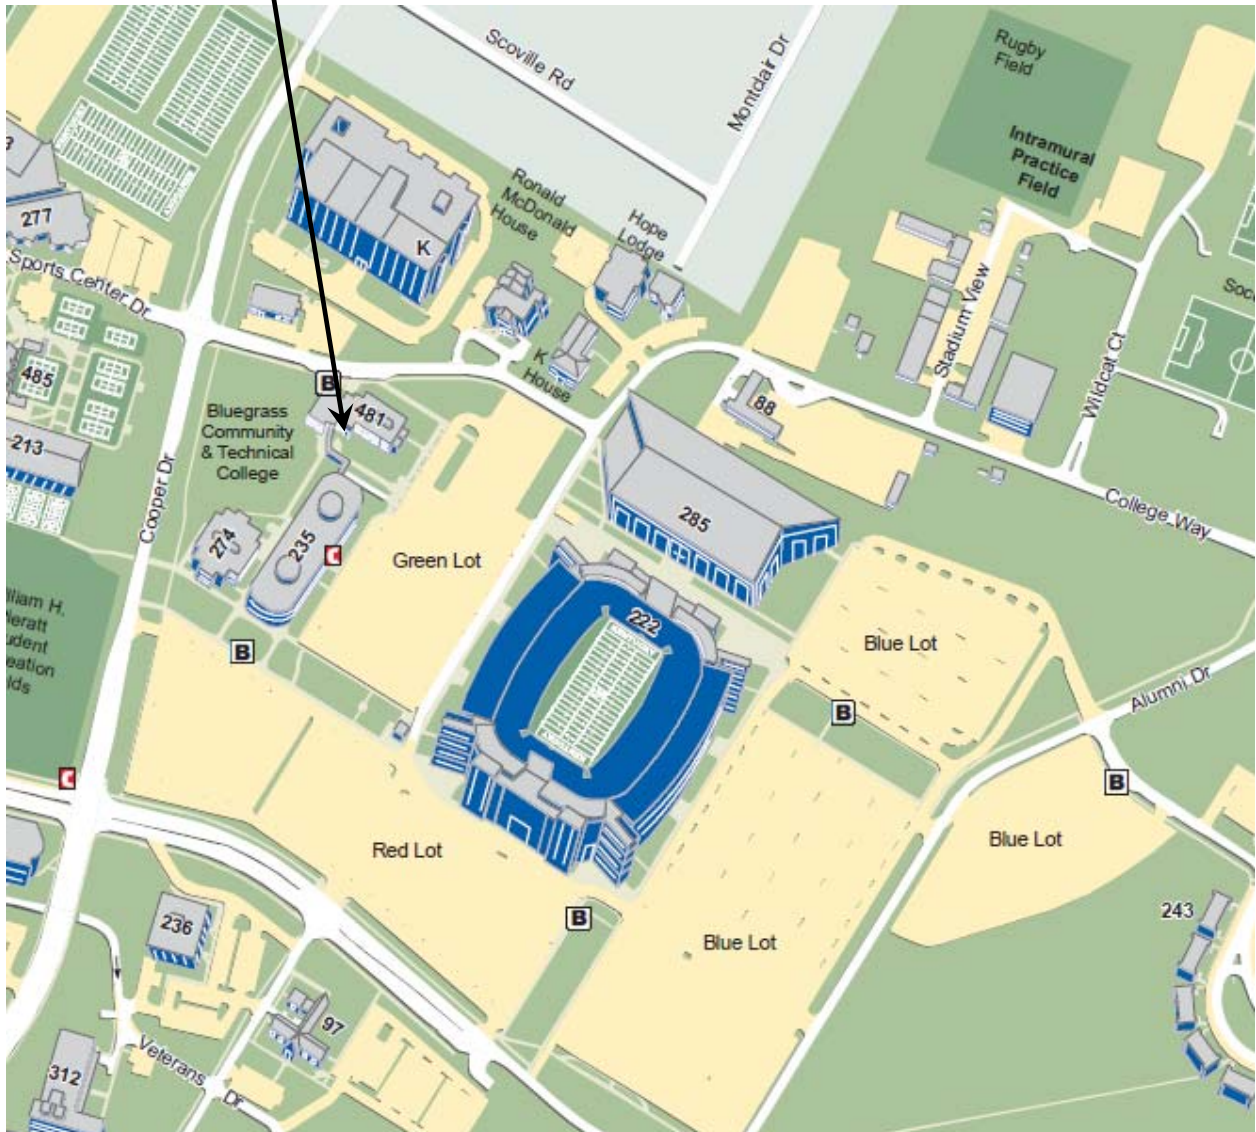 Scoville Rd
Montclair Dr
Rugby
Field
Intramural
Practice
Field
277
K
Ronald
McDonald
House
Hope
Lodge
Sports Center Dr
Stadium View
Wildcat Ct
485
B
K
House
481
88
Bluegrass
Community
& Technical
College
213
Cooper Dr
College Way
285
274
235
C
Green Lot
222
Blue Lot
B
Alumni Dr
B
C
B
Red Lot
Blue Lot
243
236
B
Blue Lot
97
Veterans Dr
312